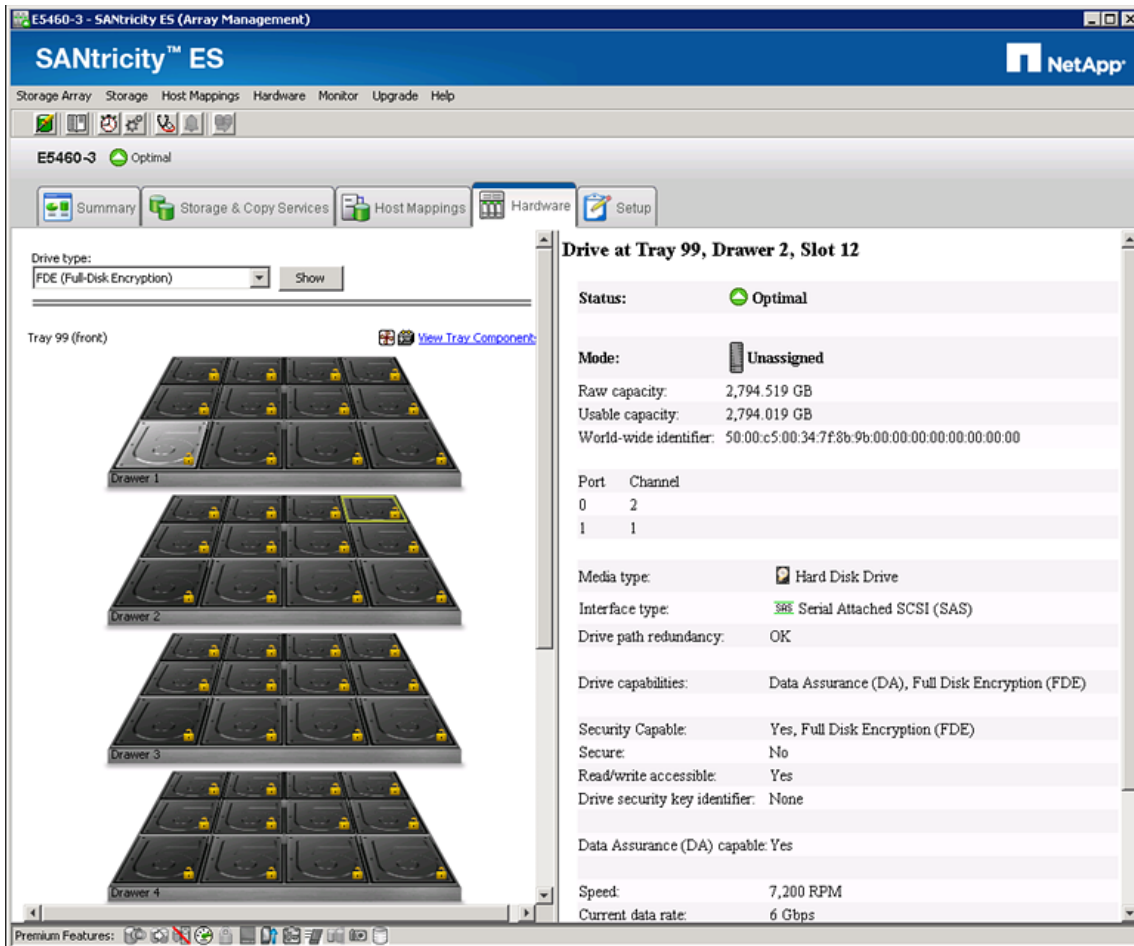 E5460-3 - SANtricity ES (Array Management)
SANtricity™ ES
NetApp
Storage Array Storage Host Mappings Hardware Monitor Upgrade Help
E5460-3 Optimal
Summary Storage & Copy Services Host Mappings Hardware Setup
Drive type:
FDE (Full-Disk Encryption) Show
Tray 99 (front) View Tray Component
Drawer 1
Drawer 2
Drawer 3
Drawer 4
Drive at Tray 99, Drawer 2, Slot 12
Status: Optimal
Mode: Unassigned
Raw capacity: 2,794.519 GB
Usable capacity: 2,794.019 GB
World-wide identifier: 50:00:c5:00:34:7f:8b:9b:00:00:00:00:00:00:00:00
Port Channel
0 2
1 1
Media type: Hard Disk Drive
Interface type: SAS Serial Attached SCSI (SAS)
Drive path redundancy: OK
Drive capabilities: Data Assurance (DA), Full Disk Encryption (FDE)
Security Capable: Yes, Full Disk Encryption (FDE)
Secure: No
Read/write accessible: Yes
Drive security key identifier: None
Data Assurance (DA) capable: Yes
Speed: 7,200 RPM
Current data rate: 6 Gbps
Premium Features: